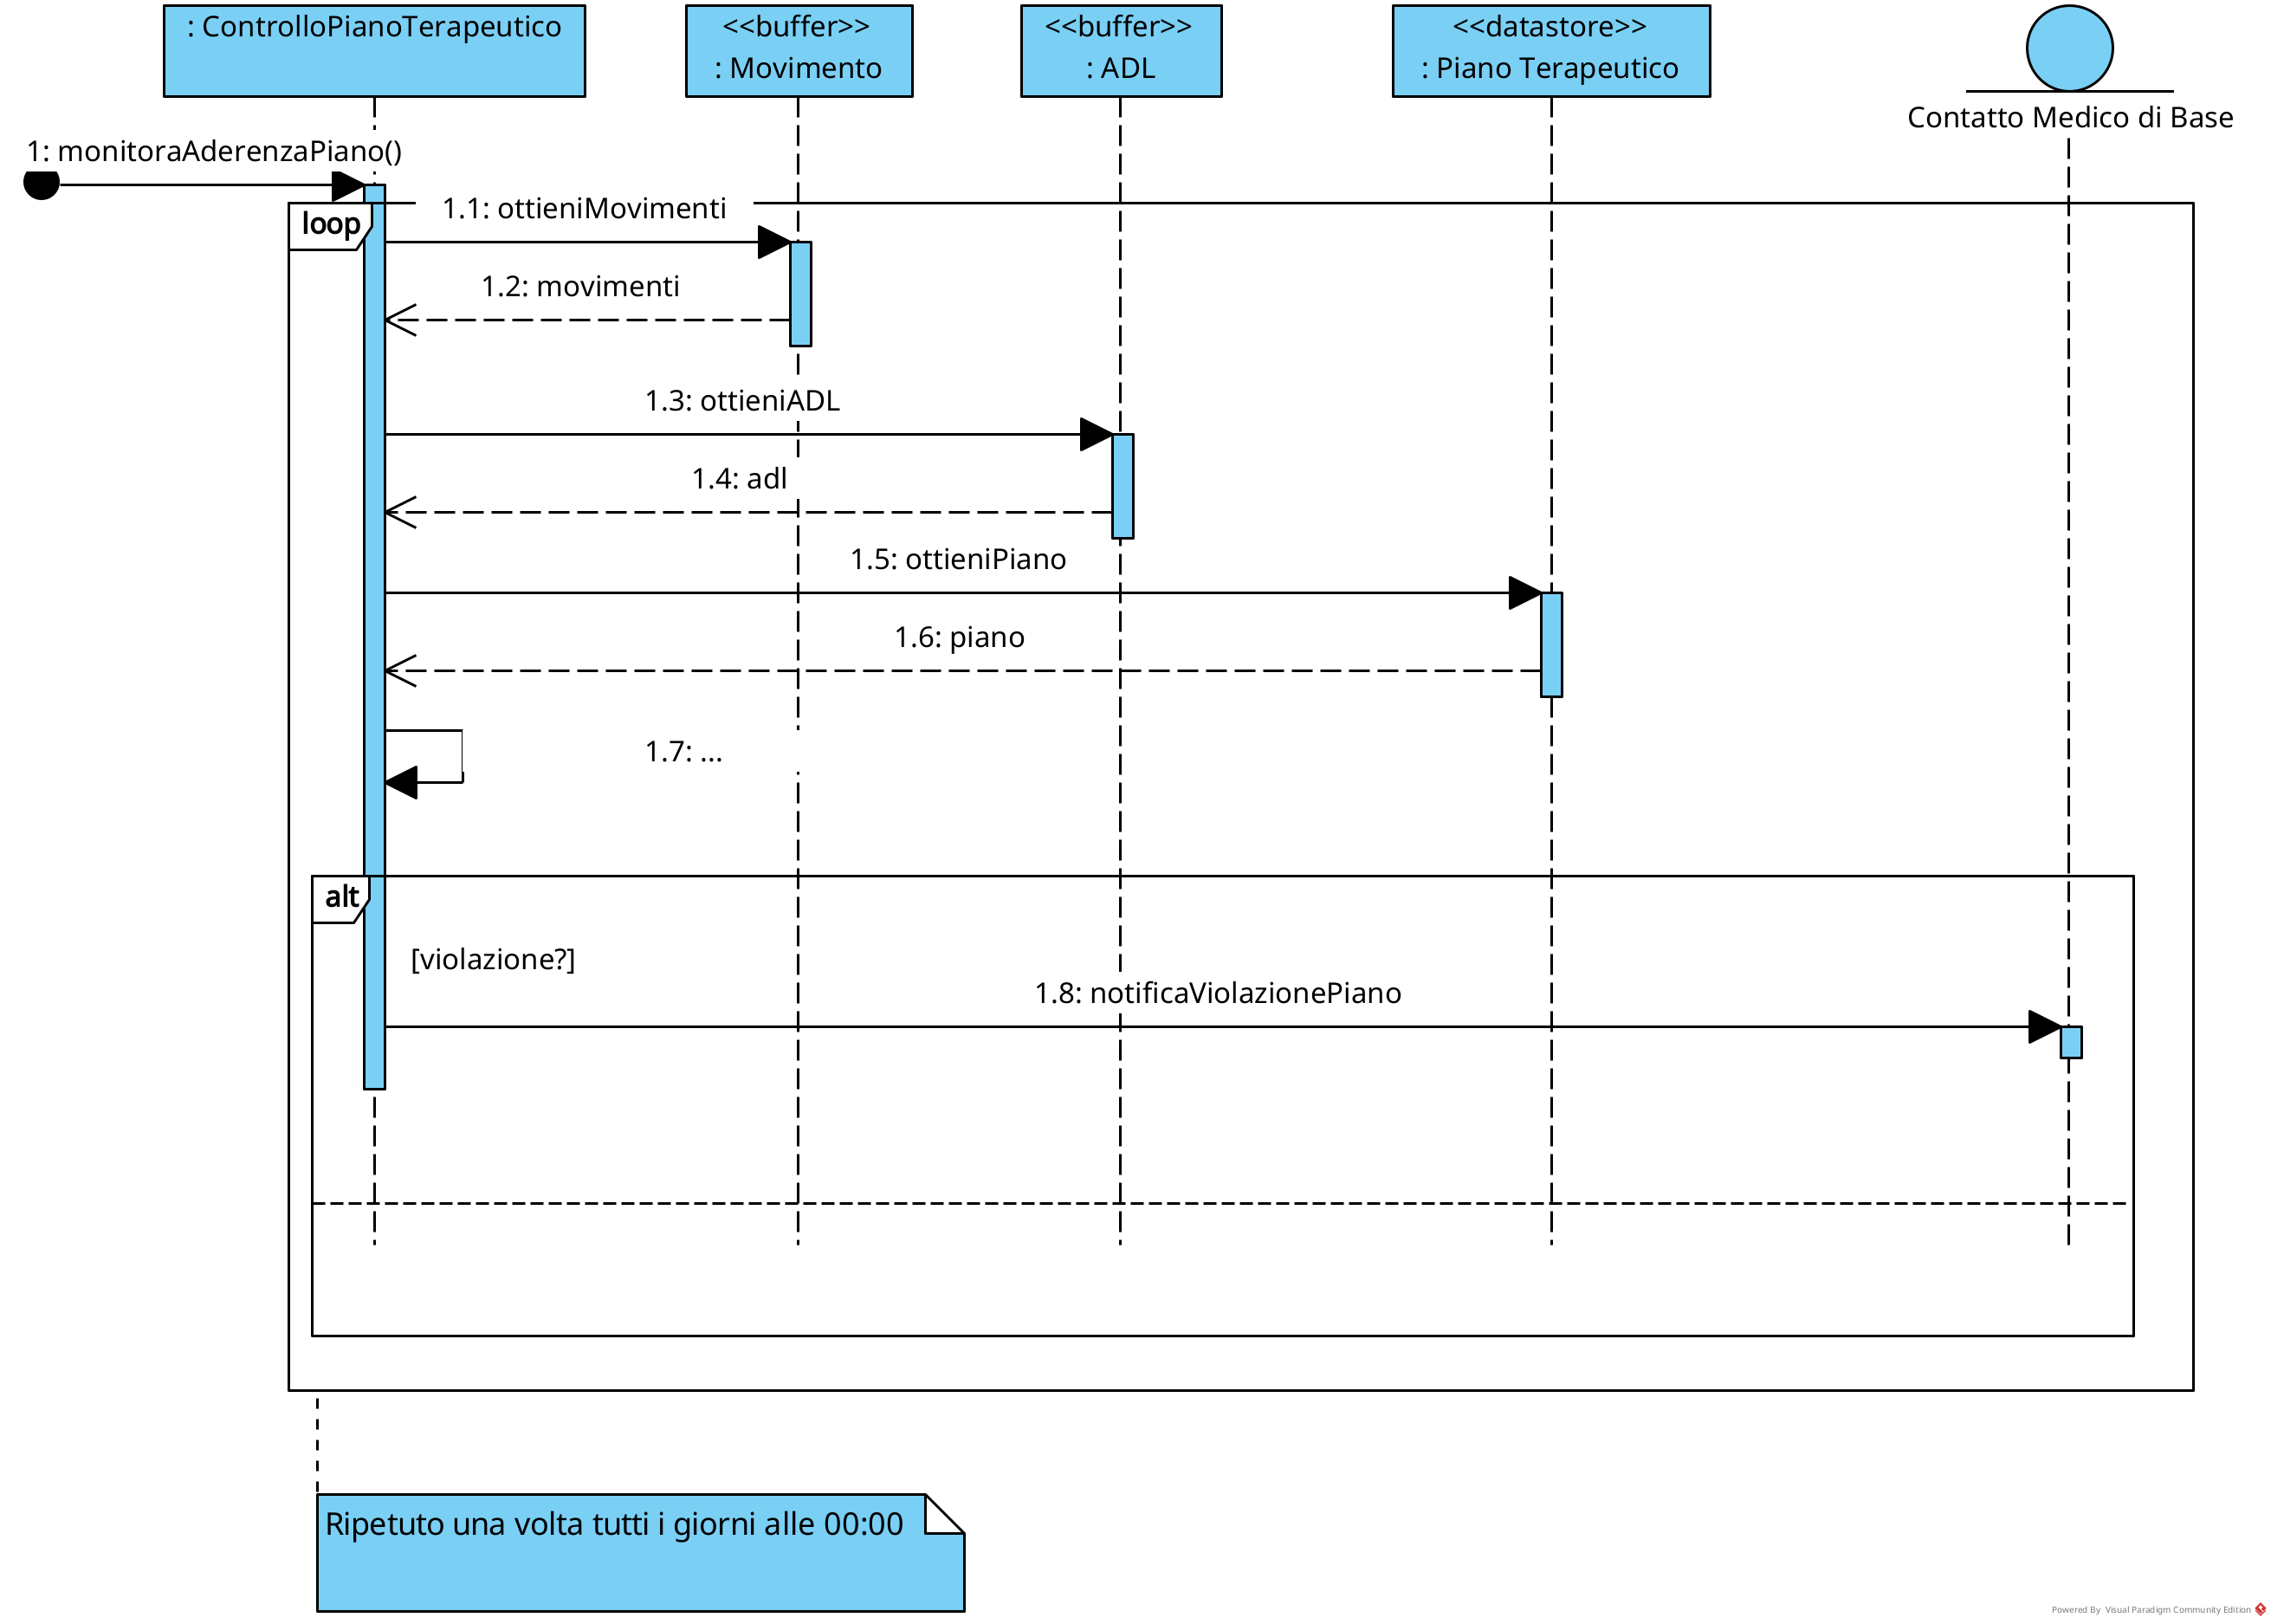 : ControlloPianoTerapeutico
<<buffer>>
: Movimento
<<buffer>>
: ADL
<<datastore>>
: Piano Terapeutico
Contatto Medico di Base
1: monitoraAderenzaPiano()
loop
1.1: ottieniMovimenti
1.2: movimenti
1.3: ottieniADL
1.4: adl
1.5: ottieniPiano
1.6: piano
1.7: ...
alt
[violazione?]
1.8: notificaViolazionePiano
Ripetuto una volta tutti i giorni alle 00:00
Powered By Visual Paradigm Community Edition